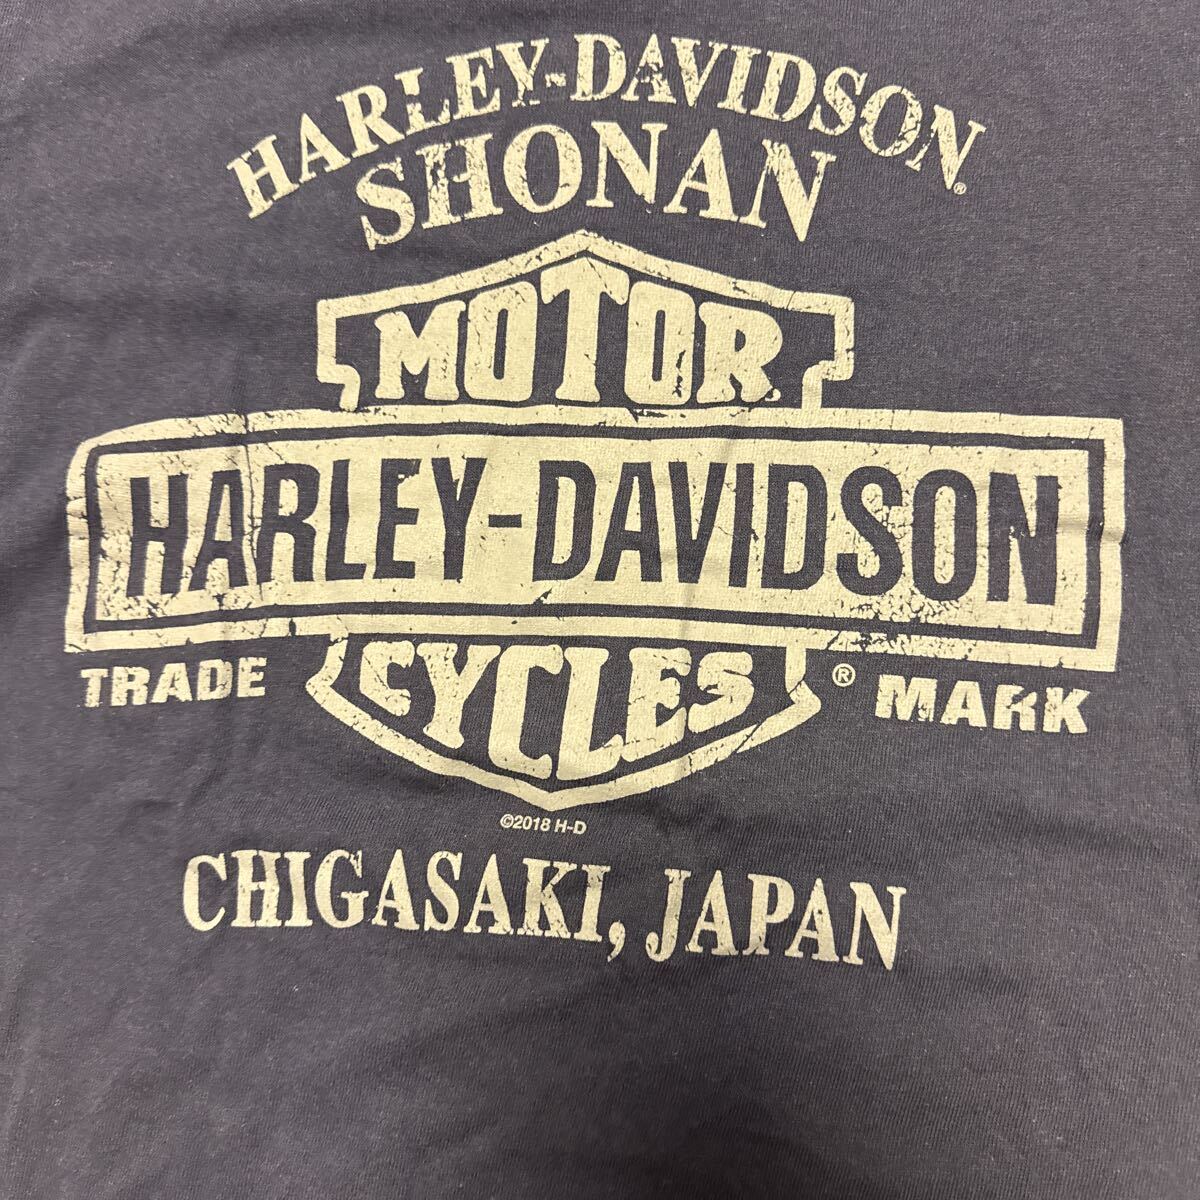 HARLEY-DAVIDSON®
SHONAN
MOTOR
HARLEY-DAVIDSON
CYCLES
TRADE ® MARK
©2018 H-D
CHIGASAKI, JAPAN